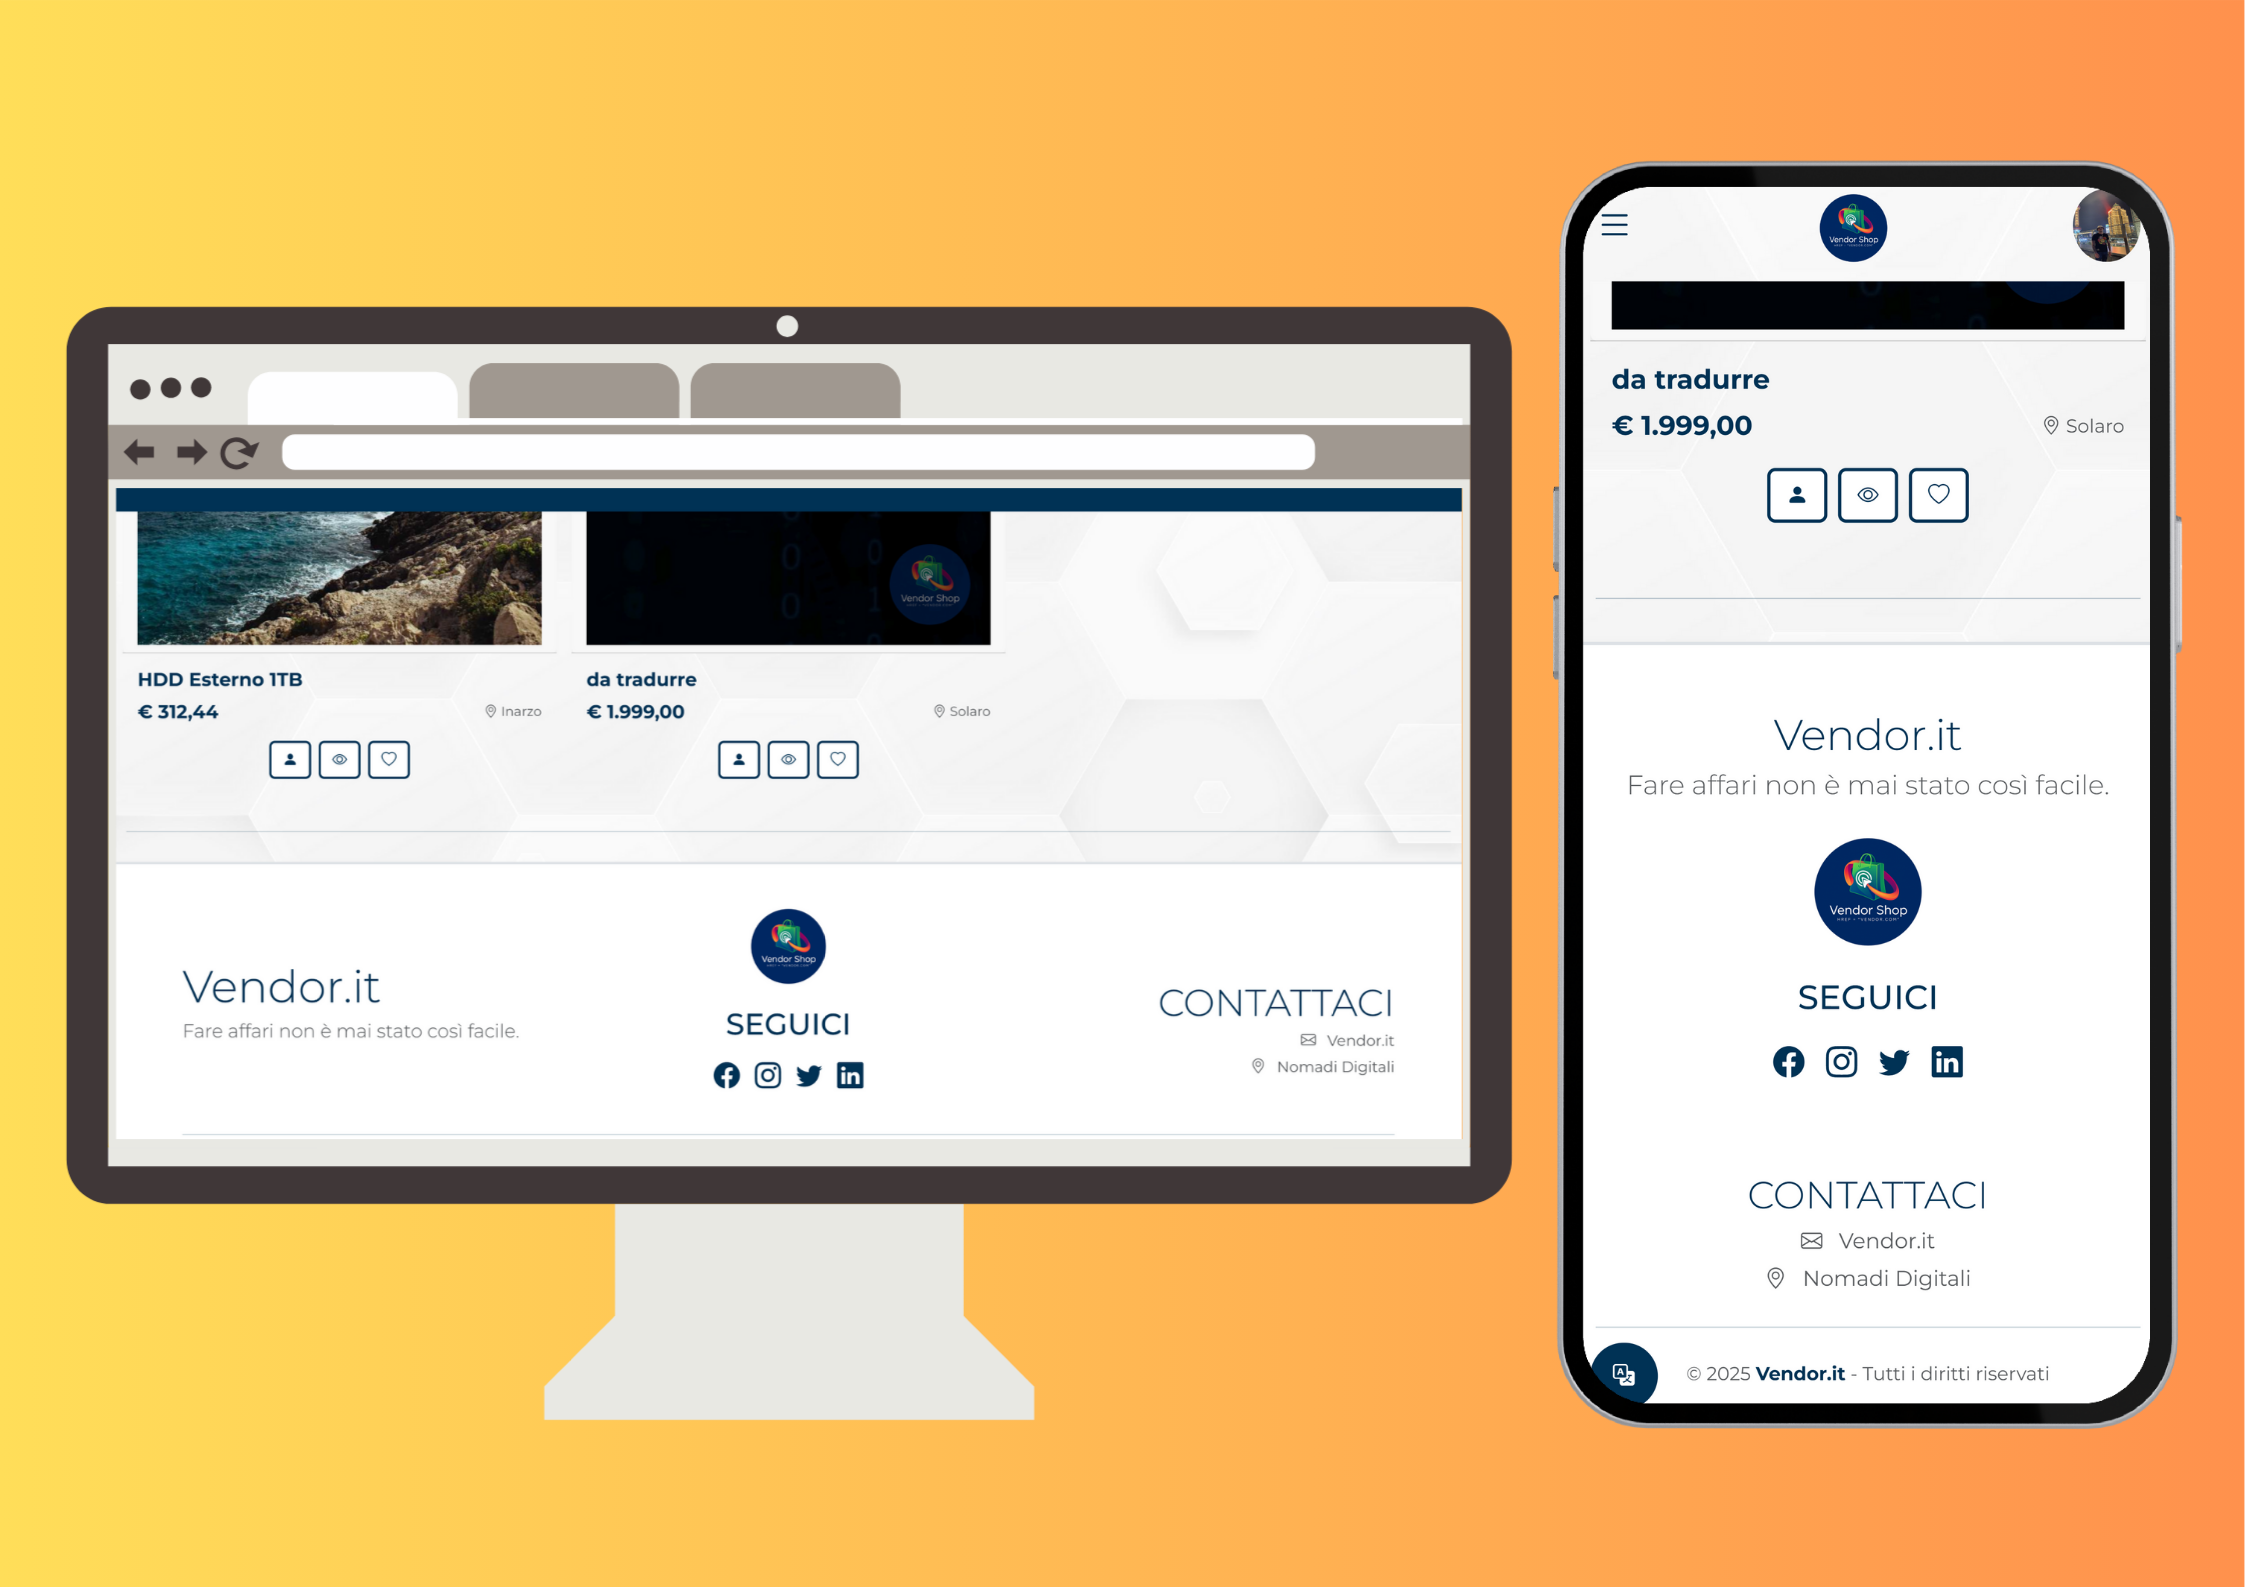 Vendor Shop
HDD Esterno 1TB
€ 312,44
Inarzo
da tradurre
€ 1.999,00
Solaro
Vendor.it
Fare affari non è mai stato così facile.
Vendor Shop
SEGUICI
CONTATTACI
Vendor.it
Nomadi Digitali
Vendor Shop
da tradurre
€ 1.999,00
Solaro
Vendor.it
Fare affari non è mai stato così facile.
Vendor Shop
HREF = "VENDOR.COM"
SEGUICI
CONTATTACI
Vendor.it
Nomadi Digitali
© 2025 Vendor.it - Tutti i diritti riservati